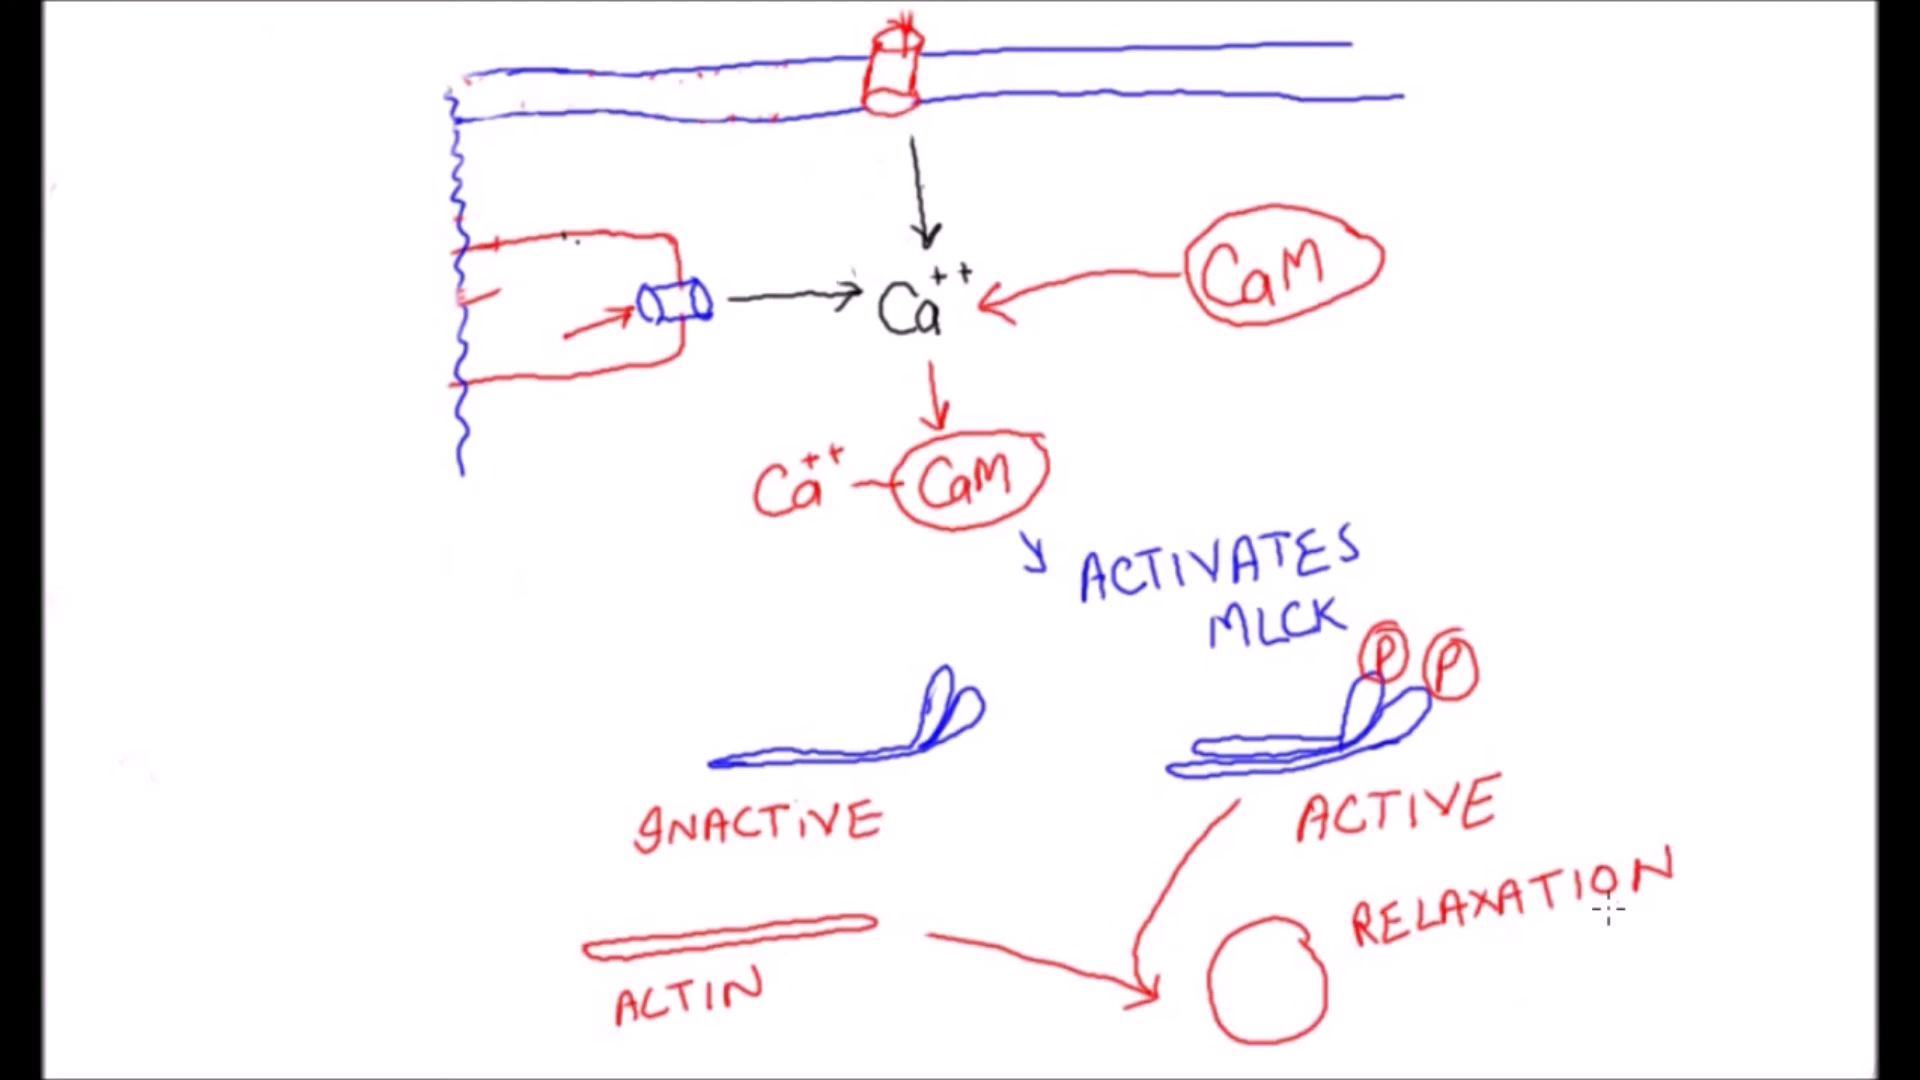 Ca++
CaM
Ca++
CaM
ACTIVATES
MLCK
P
P
INACTIVE
ACTIVE
RELAXATION
ACTIN